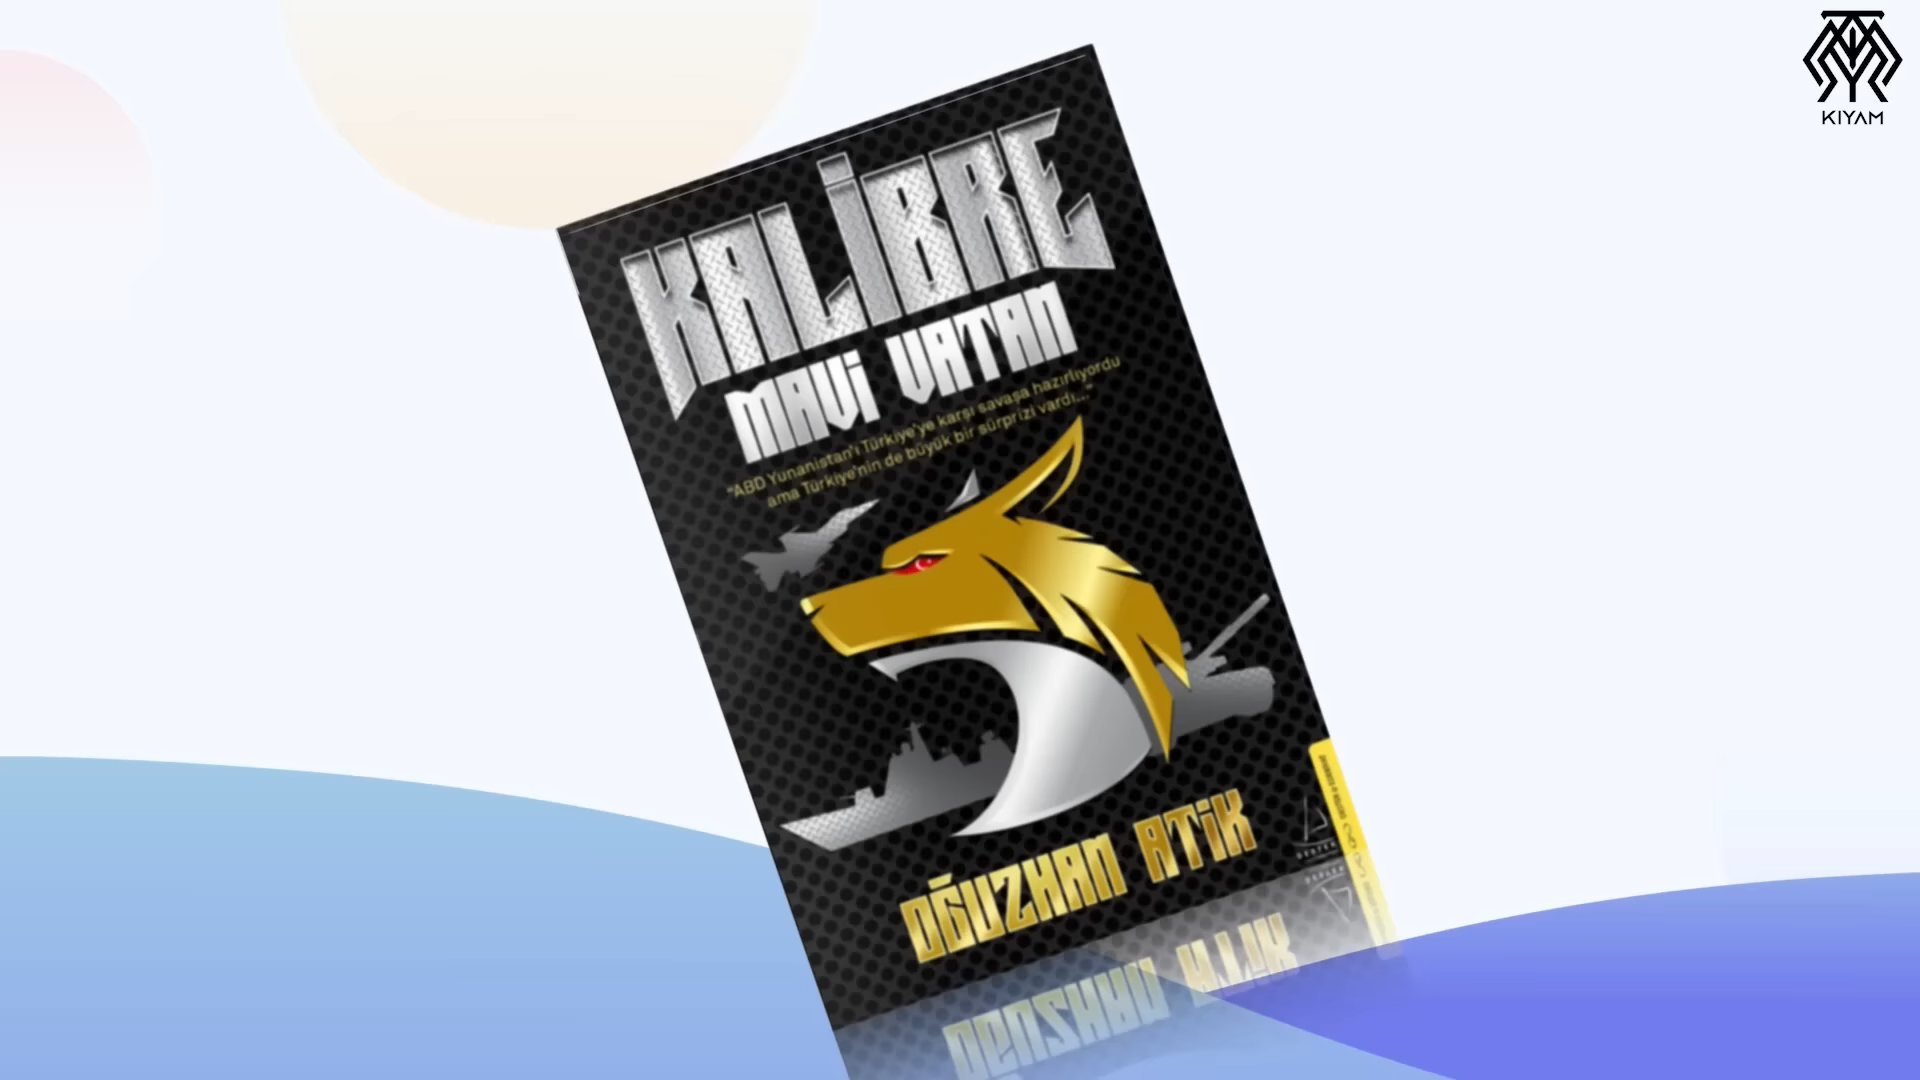 KIYAM
KALİBRE
MAVİ VATAN
"ABD Yunanistan'ı Türkiye'ye karşı savaşa hazırlıyordu
ama Türkiye'nin de büyük bir sürprizi vardı..."
OĞUZHAN ATİK
DESTEK